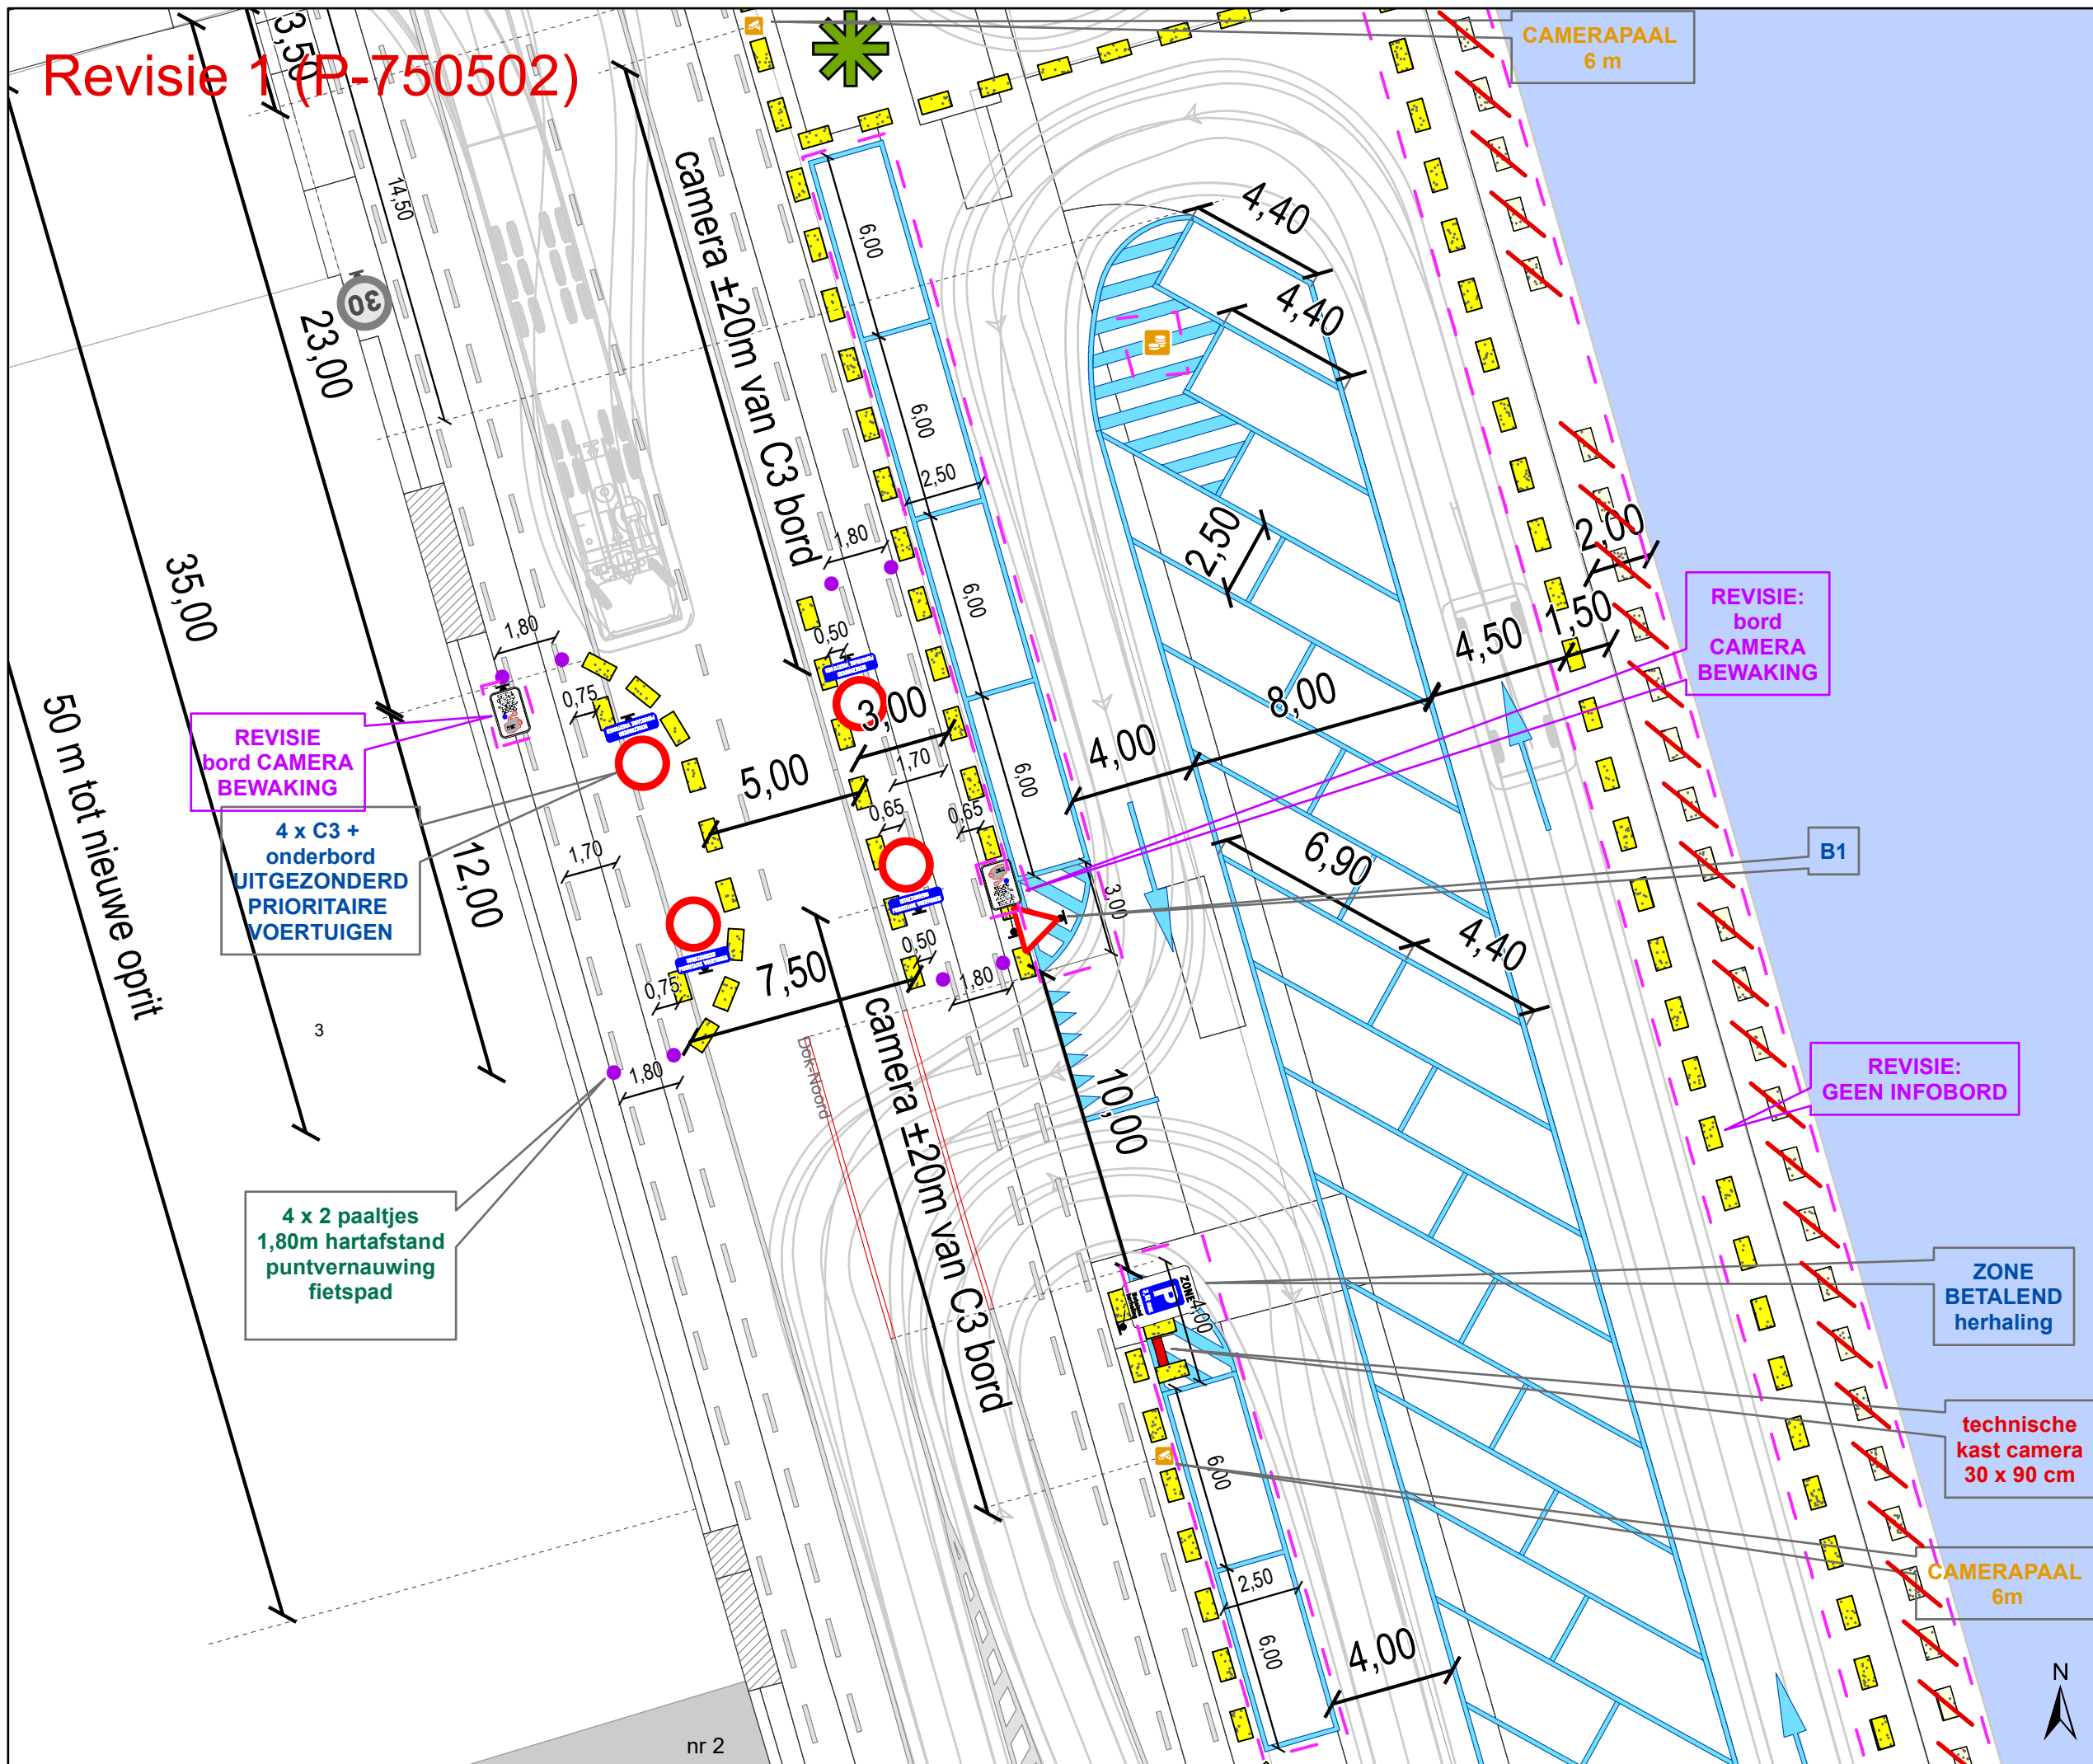 Revisie 1 (P-750502)
3,50
14,50
30
23,00
35,00
50 m tot nieuwe oprit
12,00
camera ±20m van C3 bord
CAMERAPAAL
6 m
6,00
6,00
2,50
6,00
6,00
3,00
4,40
4,40
2,50
2,00
1,50
4,50
8,00
4,00
6,90
4,40
1,80
0,50
3,00
1,70
0,65
0,65
5,00
1,80
0,75
1,70
7,50
0,75
0,50
1,80
1,80
REVISIE:
bord
CAMERA
BEWAKING
REVISIE
bord CAMERA
BEWAKING
4 x C3 +
onderbord
UITGEZONDERD
PRIORITAIRE
VOERTUIGEN
B1
3
Dok-Noord
camera ±20m van C3 bord
10,00
REVISIE:
GEEN INFOBORD
4 x 2 paaltjes
1,80m hartafstand
puntvernauwing
fietspad
ZONE
P
4,00
ZONE
BETALEND
herhaling
technische
kast camera
30 x 90 cm
CAMERAPAAL
6m
6,00
2,50
6,00
4,00
nr 2
N